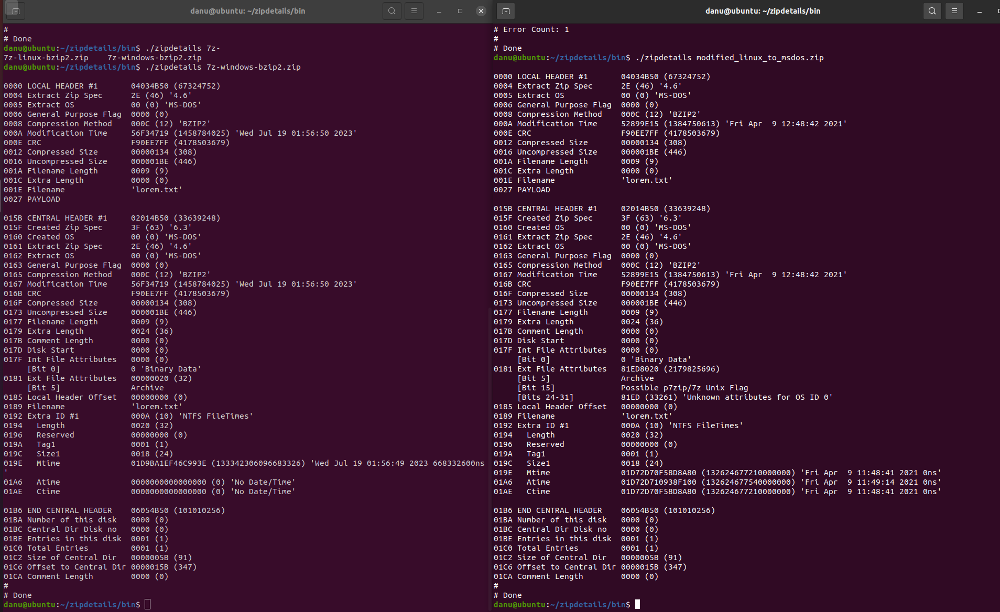 danu@ubuntu: ~/zipdetails/bin
#
# Done
danu@ubuntu:~/zipdetails/bin$ ./zipdetails 7z-
7z-linux-bzip2.zip    7z-windows-bzip2.zip
danu@ubuntu:~/zipdetails/bin$ ./zipdetails 7z-windows-bzip2.zip
0000 LOCAL HEADER #1       04034B50 (67324752)
0004 Extract Zip Spec      2E (46) '4.6'
0005 Extract OS            00 (0) 'MS-DOS'
0006 General Purpose Flag  0000 (0)
0008 Compression Method    000C (12) 'BZIP2'
000A Modification Time     56F34719 (1458784025) 'Wed Jul 19 01:56:50 2023'
000E CRC                   F90EE7FF (4178503679)
0012 Compressed Size       00000134 (308)
0016 Uncompressed Size     000001BE (446)
001A Filename Length       0009 (9)
001C Extra Length          0000 (0)
001E Filename              'lorem.txt'
0027 PAYLOAD
015B CENTRAL HEADER #1     02014B50 (33639248)
015F Created Zip Spec      3F (63) '6.3'
0160 Created OS            00 (0) 'MS-DOS'
0161 Extract Zip Spec      2E (46) '4.6'
0162 Extract OS            00 (0) 'MS-DOS'
0163 General Purpose Flag  0000 (0)
0165 Compression Method    000C (12) 'BZIP2'
0167 Modification Time     56F34719 (1458784025) 'Wed Jul 19 01:56:50 2023'
016B CRC                   F90EE7FF (4178503679)
016F Compressed Size       00000134 (308)
0173 Uncompressed Size     000001BE (446)
0177 Filename Length       0009 (9)
0179 Extra Length          0024 (36)
017B Comment Length        0000 (0)
017D Disk Start            0000 (0)
017F Int File Attributes   0000 (0)
     [Bit 0]               0 'Binary Data'
0181 Ext File Attributes   00000020 (32)
     [Bit 5]               Archive
0185 Local Header Offset   00000000 (0)
0189 Filename              'lorem.txt'
0192 Extra ID #1           000A (10) 'NTFS FileTimes'
0194   Length              0020 (32)
0196   Reserved            00000000 (0)
019A   Tag1                0001 (1)
019C   Size1               0018 (24)
019E   Mtime               01D9BA1EF46C993E (133342306096683326) 'Wed Jul 19 01:56:49 2023 668332600ns
'
01A6   Atime               0000000000000000 (0) 'No Date/Time'
01AE   Ctime               0000000000000000 (0) 'No Date/Time'
01B6 END CENTRAL HEADER    06054B50 (101010256)
01BA Number of this disk   0000 (0)
01BC Central Dir Disk no   0000 (0)
01BE Entries in this disk  0001 (1)
01C0 Total Entries         0001 (1)
01C2 Size of Central Dir   0000005B (91)
01C6 Offset to Central Dir 0000015B (347)
01CA Comment Length        0000 (0)
#
# Done
danu@ubuntu:~/zipdetails/bin$
danu@ubuntu: ~/zipdetails/bin
# Error Count: 1
#
# Done
danu@ubuntu:~/zipdetails/bin$ ./zipdetails modified_linux_to_msdos.zip
0000 LOCAL HEADER #1       04034B50 (67324752)
0004 Extract Zip Spec      2E (46) '4.6'
0005 Extract OS            00 (0) 'MS-DOS'
0006 General Purpose Flag  0000 (0)
0008 Compression Method    000C (12) 'BZIP2'
000A Modification Time     52899E15 (1384750613) 'Fri Apr  9 12:48:42 2021'
000E CRC                   F90EE7FF (4178503679)
0012 Compressed Size       00000134 (308)
0016 Uncompressed Size     000001BE (446)
001A Filename Length       0009 (9)
001C Extra Length          0000 (0)
001E Filename              'lorem.txt'
0027 PAYLOAD
015B CENTRAL HEADER #1     02014B50 (33639248)
015F Created Zip Spec      3F (63) '6.3'
0160 Created OS            00 (0) 'MS-DOS'
0161 Extract Zip Spec      2E (46) '4.6'
0162 Extract OS            00 (0) 'MS-DOS'
0163 General Purpose Flag  0000 (0)
0165 Compression Method    000C (12) 'BZIP2'
0167 Modification Time     52899E15 (1384750613) 'Fri Apr  9 12:48:42 2021'
016B CRC                   F90EE7FF (4178503679)
016F Compressed Size       00000134 (308)
0173 Uncompressed Size     000001BE (446)
0177 Filename Length       0009 (9)
0179 Extra Length          0024 (36)
017B Comment Length        0000 (0)
017D Disk Start            0000 (0)
017F Int File Attributes   0000 (0)
     [Bit 0]               0 'Binary Data'
0181 Ext File Attributes   81ED8020 (2179825696)
     [Bit 5]               Archive
     [Bit 15]              Possible p7zip/7z Unix Flag
     [Bits 24-31]          81ED (33261) 'Unknown attributes for OS ID 0'
0185 Local Header Offset   00000000 (0)
0189 Filename              'lorem.txt'
0192 Extra ID #1           000A (10) 'NTFS FileTimes'
0194   Length              0020 (32)
0196   Reserved            00000000 (0)
019A   Tag1                0001 (1)
019C   Size1               0018 (24)
019E   Mtime               01D72D70F58D8A80 (132624677210000000) 'Fri Apr  9 11:48:41 2021 0ns'
01A6   Atime               01D72D710938F100 (132624677540000000) 'Fri Apr  9 11:49:14 2021 0ns'
01AE   Ctime               01D72D70F58D8A80 (132624677210000000) 'Fri Apr  9 11:48:41 2021 0ns'
01B6 END CENTRAL HEADER    06054B50 (101010256)
01BA Number of this disk   0000 (0)
01BC Central Dir Disk no   0000 (0)
01BE Entries in this disk  0001 (1)
01C0 Total Entries         0001 (1)
01C2 Size of Central Dir   0000005B (91)
01C6 Offset to Central Dir 0000015B (347)
01CA Comment Length        0000 (0)
#
# Done
danu@ubuntu:~/zipdetails/bin$